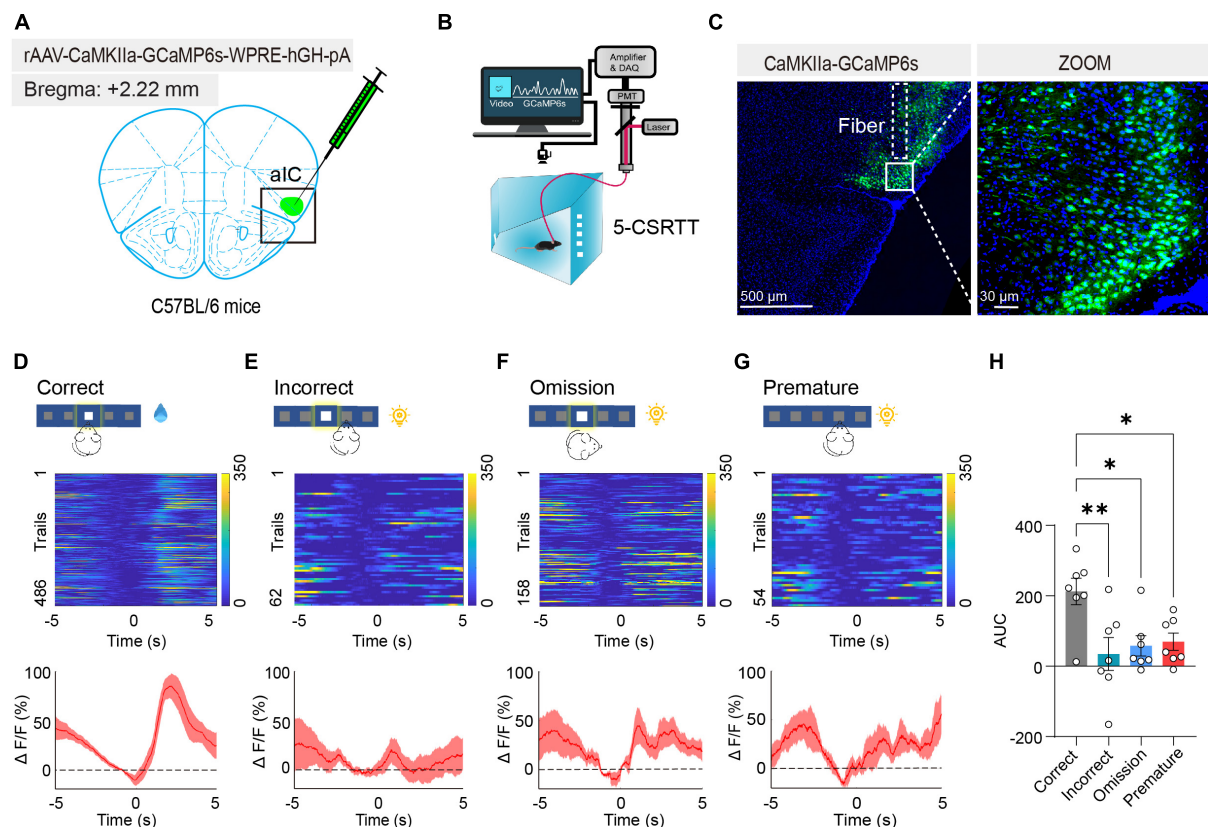 A
rAAV-CaMKIIa-GCaMP6s-WPRE-hGH-pA
Bregma: +2.22 mm
aIC
C57BL/6 mice
B
Amplifier
& DAQ
PMT
Laser
Video GCaMP6s
5-CSRTT
C
CaMKIIa-GCaMP6s
ZOOM
Fiber
500 µm
30 µm
D
Correct
1
Trails
486
350
0
-5 0 5
Time (s)
Δ F/F (%)
100
50
0
-5 0 5
Time (s)
E
Incorrect
1
Trails
62
350
0
-5 0 5
Time (s)
Δ F/F (%)
100
50
0
-5 0 5
Time (s)
F
Omission
1
Trails
158
350
0
-5 0 5
Time (s)
Δ F/F (%)
100
50
0
-5 0 5
Time (s)
G
Premature
1
Trails
54
350
0
-5 0 5
Time (s)
Δ F/F (%)
100
50
0
-5 0 5
Time (s)
H
*
*
**
AUC
400
200
0
-200
Correct
Incorrect
Omission
Premature